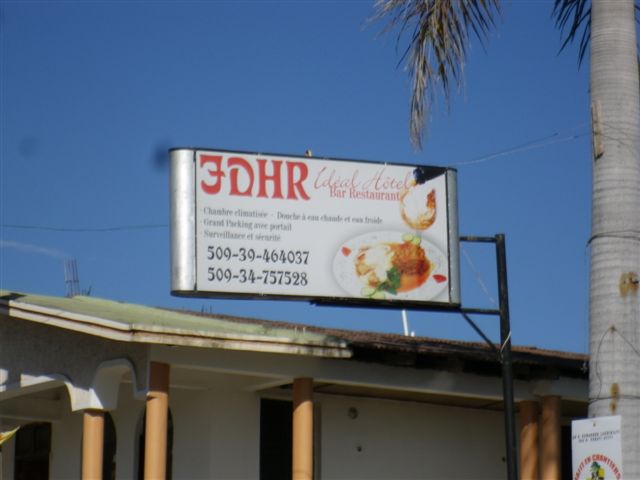 IDHR
Idéal Hôtel
Bar Restaurant
Chambre climatisée - Douche à eau chaude et eau froide
Grand Packing avec portail
Surveillance et sécurité
509-39-464037
509-34-757528